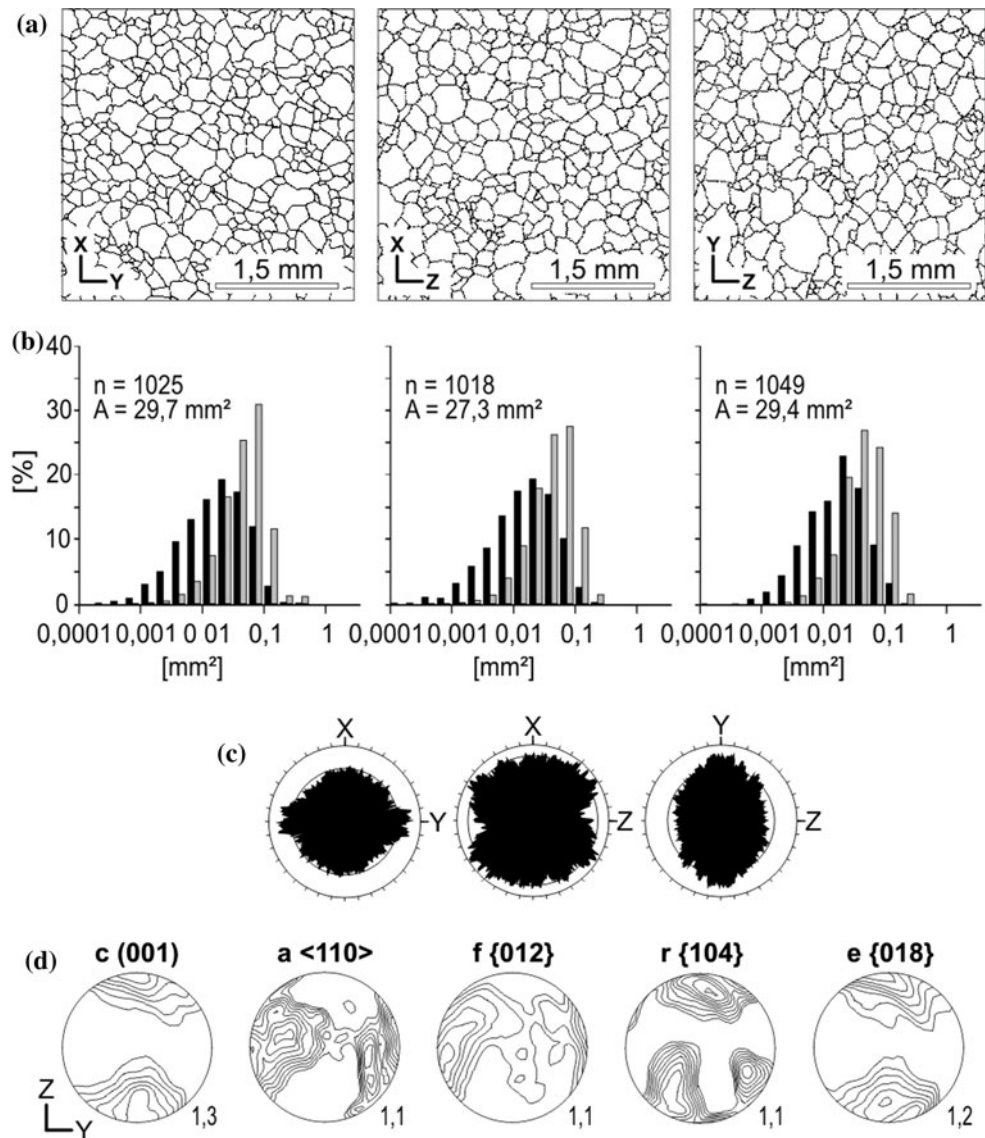 (a)
X Y 1,5 mm X Z 1,5 mm Y Z 1,5 mm
(b)
40
30
20
10
0
[%]
n = 1025
A = 29,7 mm²
n = 1018
A = 27,3 mm²
n = 1049
A = 29,4 mm²
0,0001 0,001 0 01 0,1 1
0,0001 0,001 0,01 0,1 1
0,0001 0,001 0,01 0,1 1
[mm²] [mm²] [mm²]
(c)
X Y X Z Y Z
(d)
c (001) a <110> f {012} r {104} e {018}
Z Y
1,3 1,1 1,1 1,1 1,2